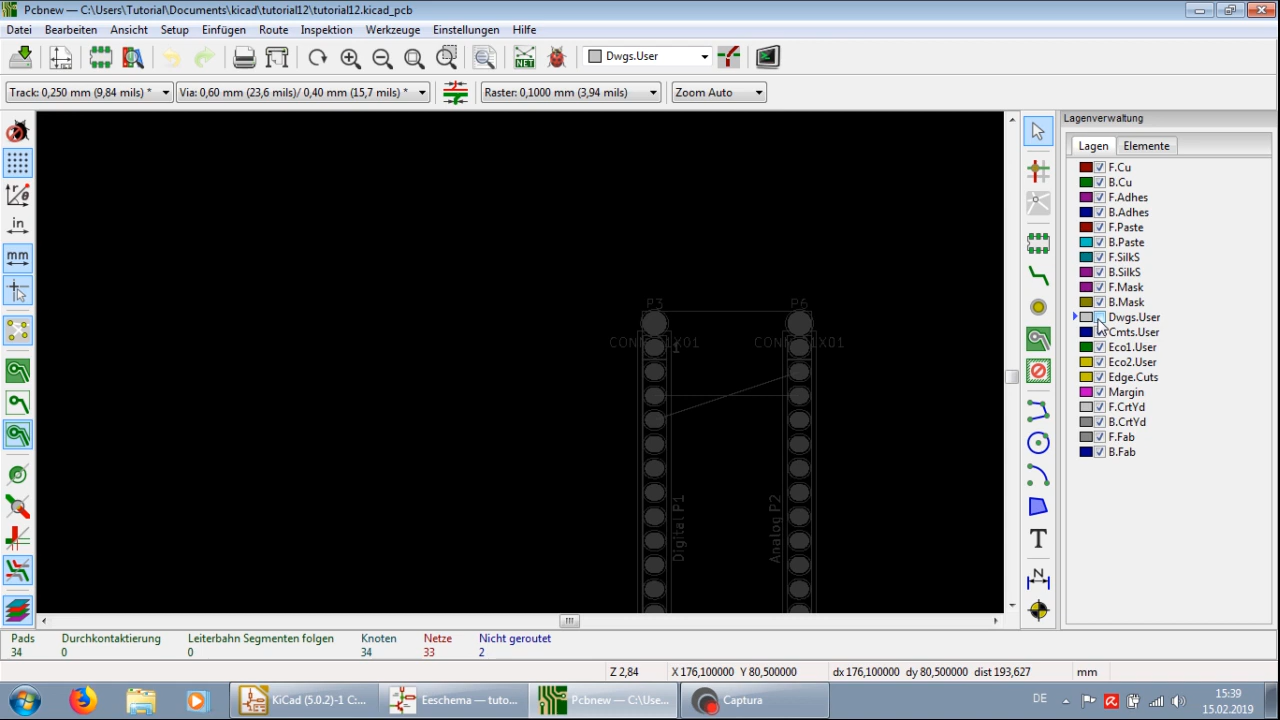 Pcbnew — C:\Users\Tutorial\Documents\kicad\tutorial12\tutorial12.kicad_pcb
Datei Bearbeiten Ansicht Setup Einfügen Route Inspektion Werkzeuge Einstellungen Hilfe
NET Dwgs.User
Track: 0,250 mm (9,84 mils) * Via: 0,60 mm (23,6 mils)/ 0,40 mm (15,7 mils) * Raster: 0,1000 mm (3,94 mils) Zoom Auto
Lagenverwaltung
Lagen Elemente
F.Cu
B.Cu
F.Adhes
B.Adhes
F.Paste
B.Paste
F.SilkS
B.SilkS
F.Mask
B.Mask
Dwgs.User
Cmts.User
Eco1.User
Eco2.User
Edge.Cuts
Margin
F.CrtYd
B.CrtYd
F.Fab
B.Fab
in
mm
P3 P6
1
Digital P1
Analog P2
T
N
Pads Durchkontaktierung Leiterbahn Segmenten folgen Knoten Netze Nicht geroutet
34 0 0 34 33 2
Z 2,84 X 176,100000 Y 80,500000 dx 176,100000 dy 80,500000 dist 193,627 mm
KiCad (5.0.2)-1 C:... Eeschema — tuto... Pcbnew — C:\Use... Captura DE 15:39
15.02.2019